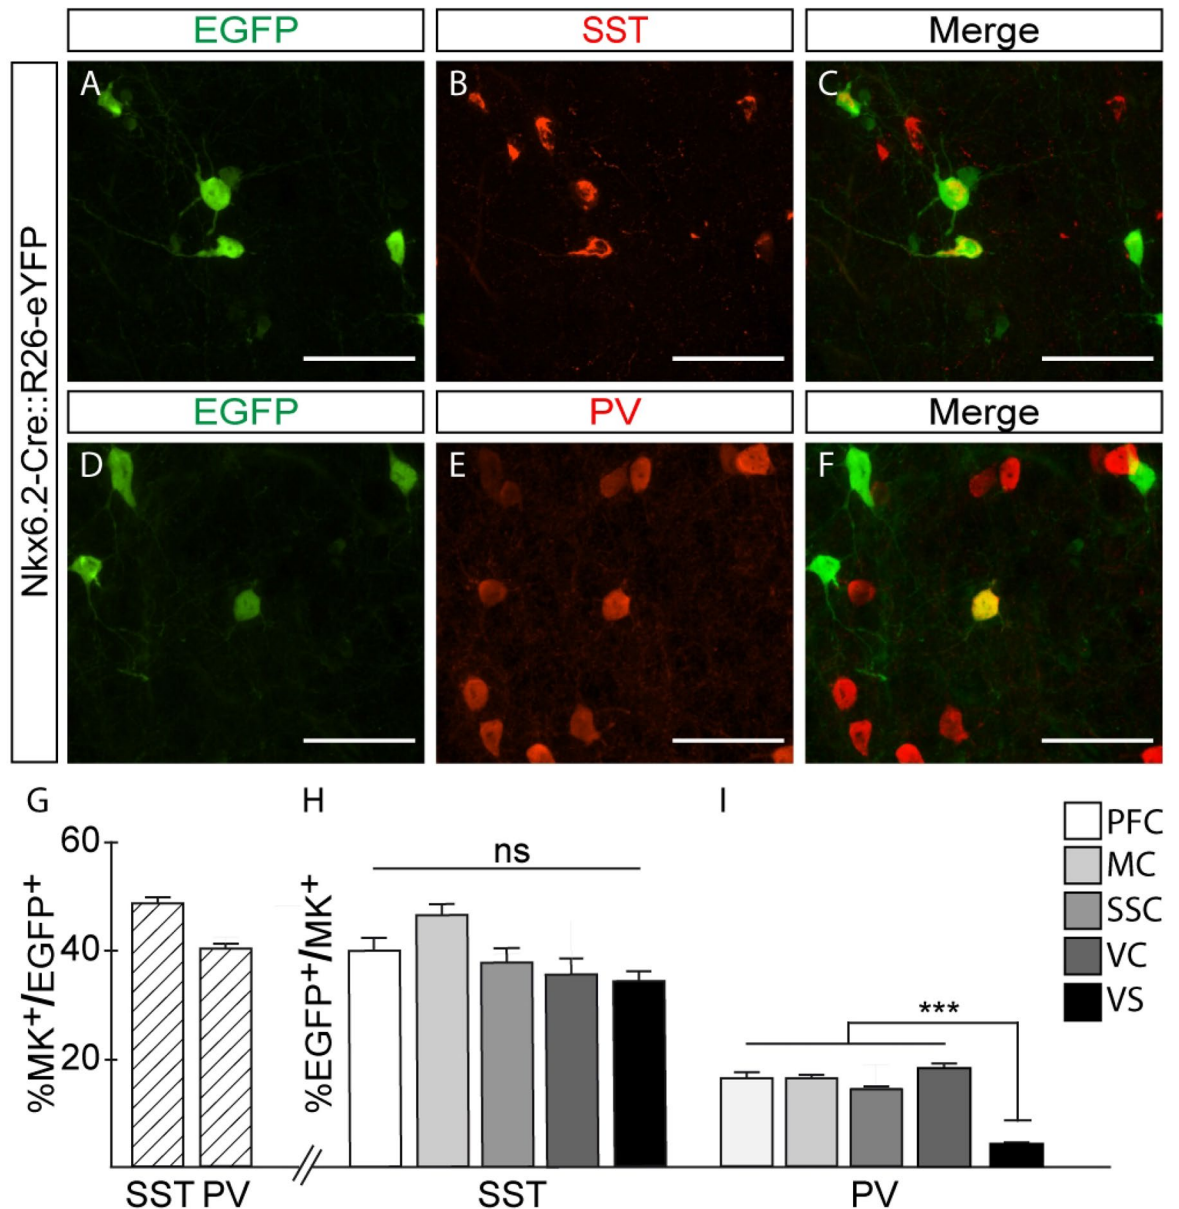 EGFP SST Merge
A B C
Nkx6.2-Cre::R26-eYFP
EGFP PV Merge
D E F
G H I
%MK+/EGFP+
60
40
20
%EGFP+/MK+
ns
***
PFC
MC
SSC
VC
VS
SST PV SST PV